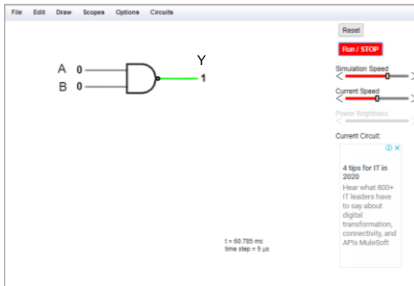 File Edit Draw Scopes Options Circuits
Reset
Run / STOP
Simulation Speed
Current Speed
Power Brightness
Current Circuit:
Y
A 0
1
B 0
4 tips for IT in
2020
Hear what 800+
IT leaders have
to say about
digital
transformation,
connectivity, and
APIs MuleSoft
t = 60.785 ms
time step = 5 µs